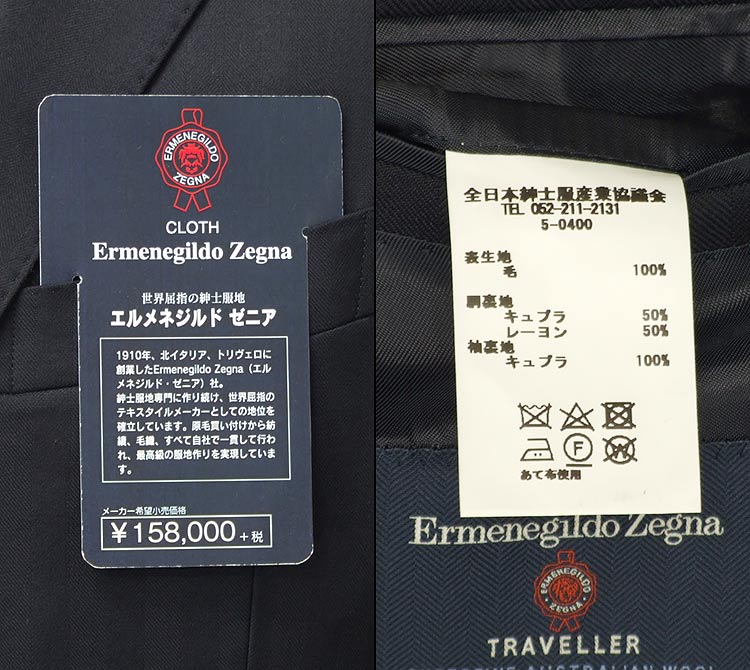 ERMENEGILDO
ZEGNA
CLOTH
Ermenegildo Zegna
世界屈指の紳士服地
エルメネジルド ゼニア
1910年、北イタリア、トリヴェロに
創業したErmenegildo Zegna（エル
メネジルド・ゼニア）社。
紳士服地専門に作り続け、世界屈指の
テキスタイルメーカーとしての地位を
確立しています。原毛買い付けから紡
績、毛織、すべて自社で一貫して行わ
れ、最高級の服地作りを実現していま
す。
メーカー希望小売価格
¥158,000+税
全日本紳士服産業協議会
TEL 052-211-2131
5-0400
表生地
毛 100%
胴裏地
キュプラ 50%
レーヨン 50%
袖裏地
キュプラ 100%
F
W
あて布使用
Ermenegildo Zegna
ERMENEGILDO
ZEGNA
TRAVELLER
AUSTRALIAN WOOL